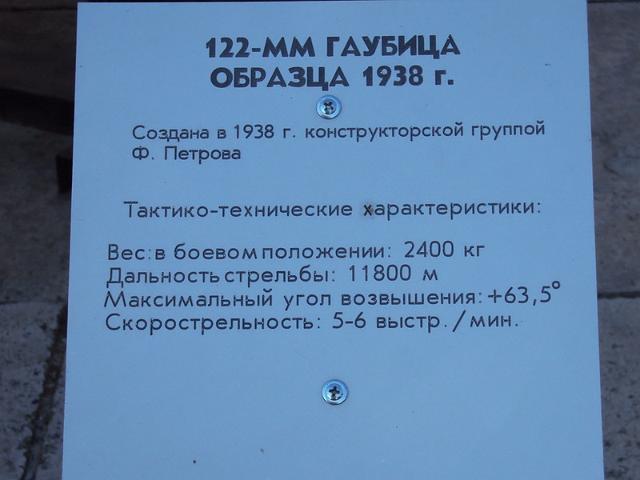 122-ММ ГАУБИЦА
ОБРАЗЦА 1938 г.
Создана в 1938 г. конструкторской группой
Ф. Петрова
Тактико-технические характеристики:
Вес: в боевом положении: 2400 кг
Дальность стрельбы: 11800 м
Максимальный угол возвышения: +63,5°
Скорострельность: 5-6 выстр. / мин.